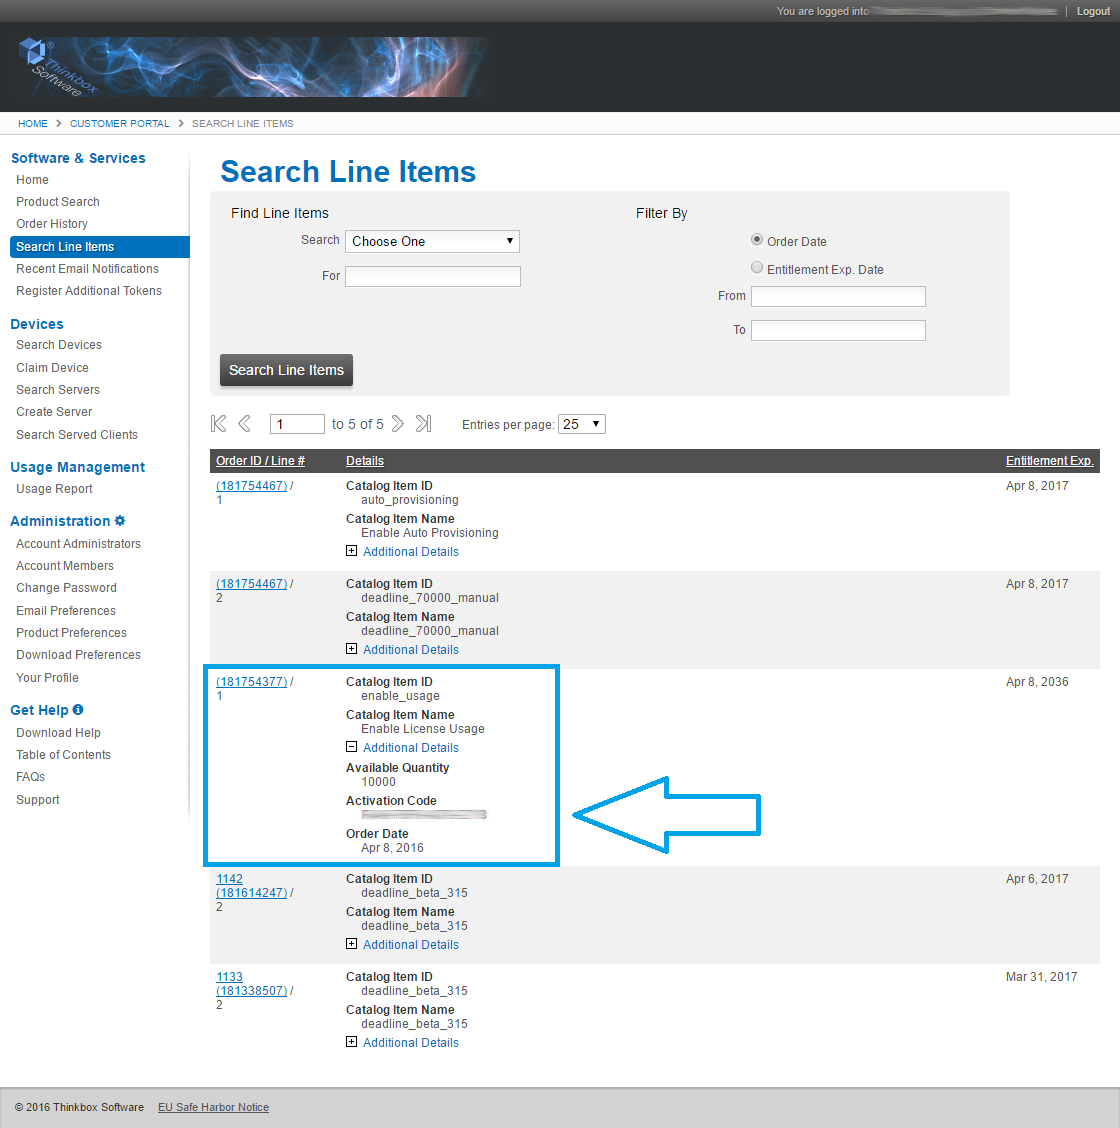 You are logged into
Logout
Thinkbox
Software
HOME > CUSTOMER PORTAL > SEARCH LINE ITEMS
Software & Services
Home
Product Search
Order History
Search Line Items
Recent Email Notifications
Register Additional Tokens
Devices
Search Devices
Claim Device
Search Servers
Create Server
Search Served Clients
Usage Management
Usage Report
Administration
Account Administrators
Account Members
Change Password
Email Preferences
Product Preferences
Download Preferences
Your Profile
Get Help
Download Help
Table of Contents
FAQs
Support
Search Line Items
Find Line Items
Search Choose One
For
Filter By
Order Date
Entitlement Exp. Date
From
To
Search Line Items
1 to 5 of 5
Entries per page: 25
Order ID / Line # Details Entitlement Exp.
(181754467) /
1
Catalog Item ID
auto_provisioning
Catalog Item Name
Enable Auto Provisioning
Additional Details
Apr 8, 2017
(181754467) /
2
Catalog Item ID
deadline_70000_manual
Catalog Item Name
deadline_70000_manual
Additional Details
Apr 8, 2017
(181754377) /
1
Catalog Item ID
enable_usage
Catalog Item Name
Enable License Usage
Additional Details
Available Quantity
10000
Activation Code
Order Date
Apr 8, 2016
Apr 8, 2036
1142
(181614247) /
2
Catalog Item ID
deadline_beta_315
Catalog Item Name
deadline_beta_315
Additional Details
Apr 6, 2017
1133
(181338507) /
2
Catalog Item ID
deadline_beta_315
Catalog Item Name
deadline_beta_315
Additional Details
Mar 31, 2017
© 2016 Thinkbox Software EU Safe Harbor Notice